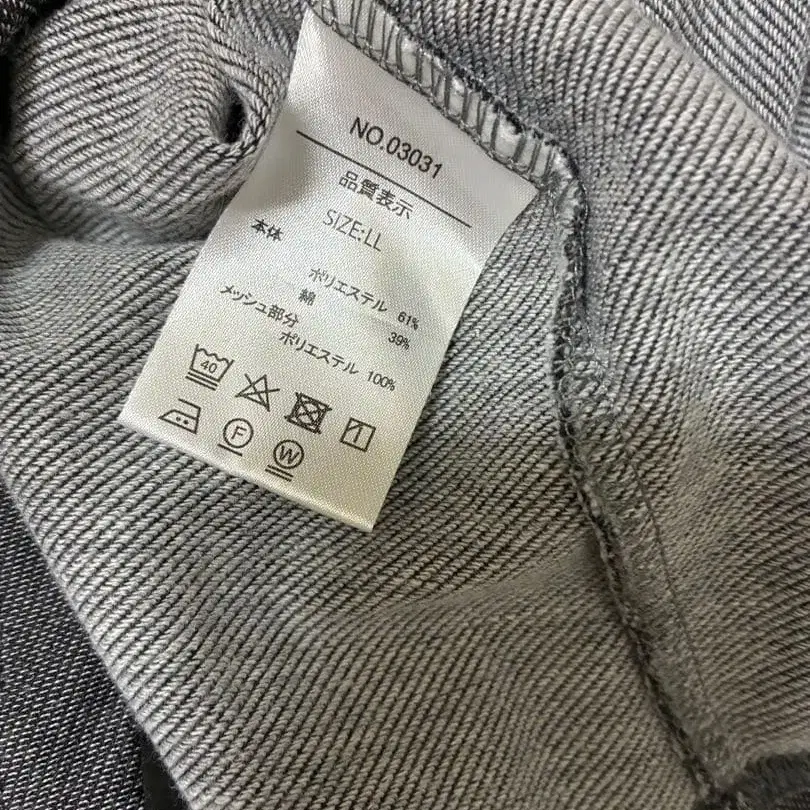 NO.03031
品質表示
SIZE:LL
本体
ポリエステル 61%
綿 39%
メッシュ部分
ポリエステル 100%
40
F
W